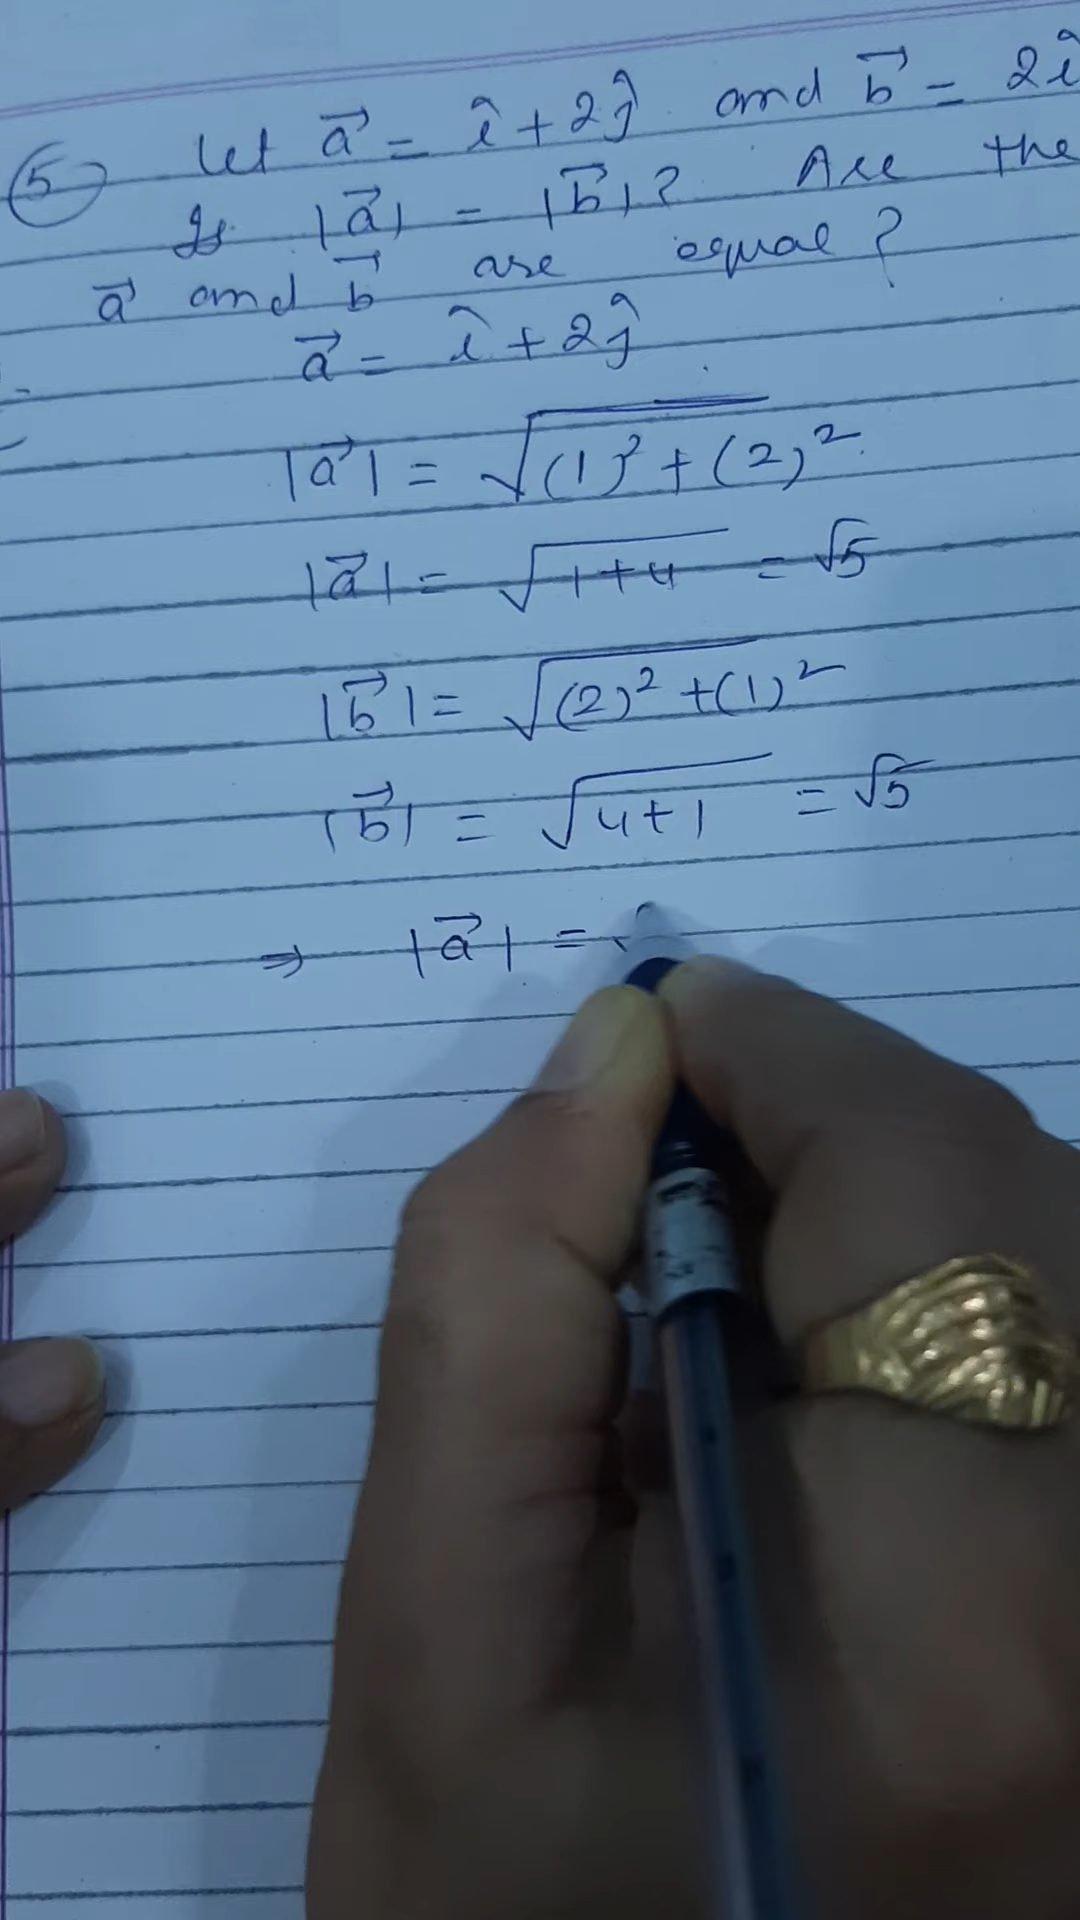 (5) Let a⃗ = î + 2ĵ and b⃗ = 2î
Is |a⃗| = |b⃗|? Are the
a⃗ and b⃗ are equal?
a⃗ = î + 2ĵ
|a⃗| = √((1)² + (2)²)
|a⃗| = √(1+4) = √5
|b⃗| = √((2)² + (1)²)
|b⃗| = √(4+1) = √5
⇒ |a⃗| =